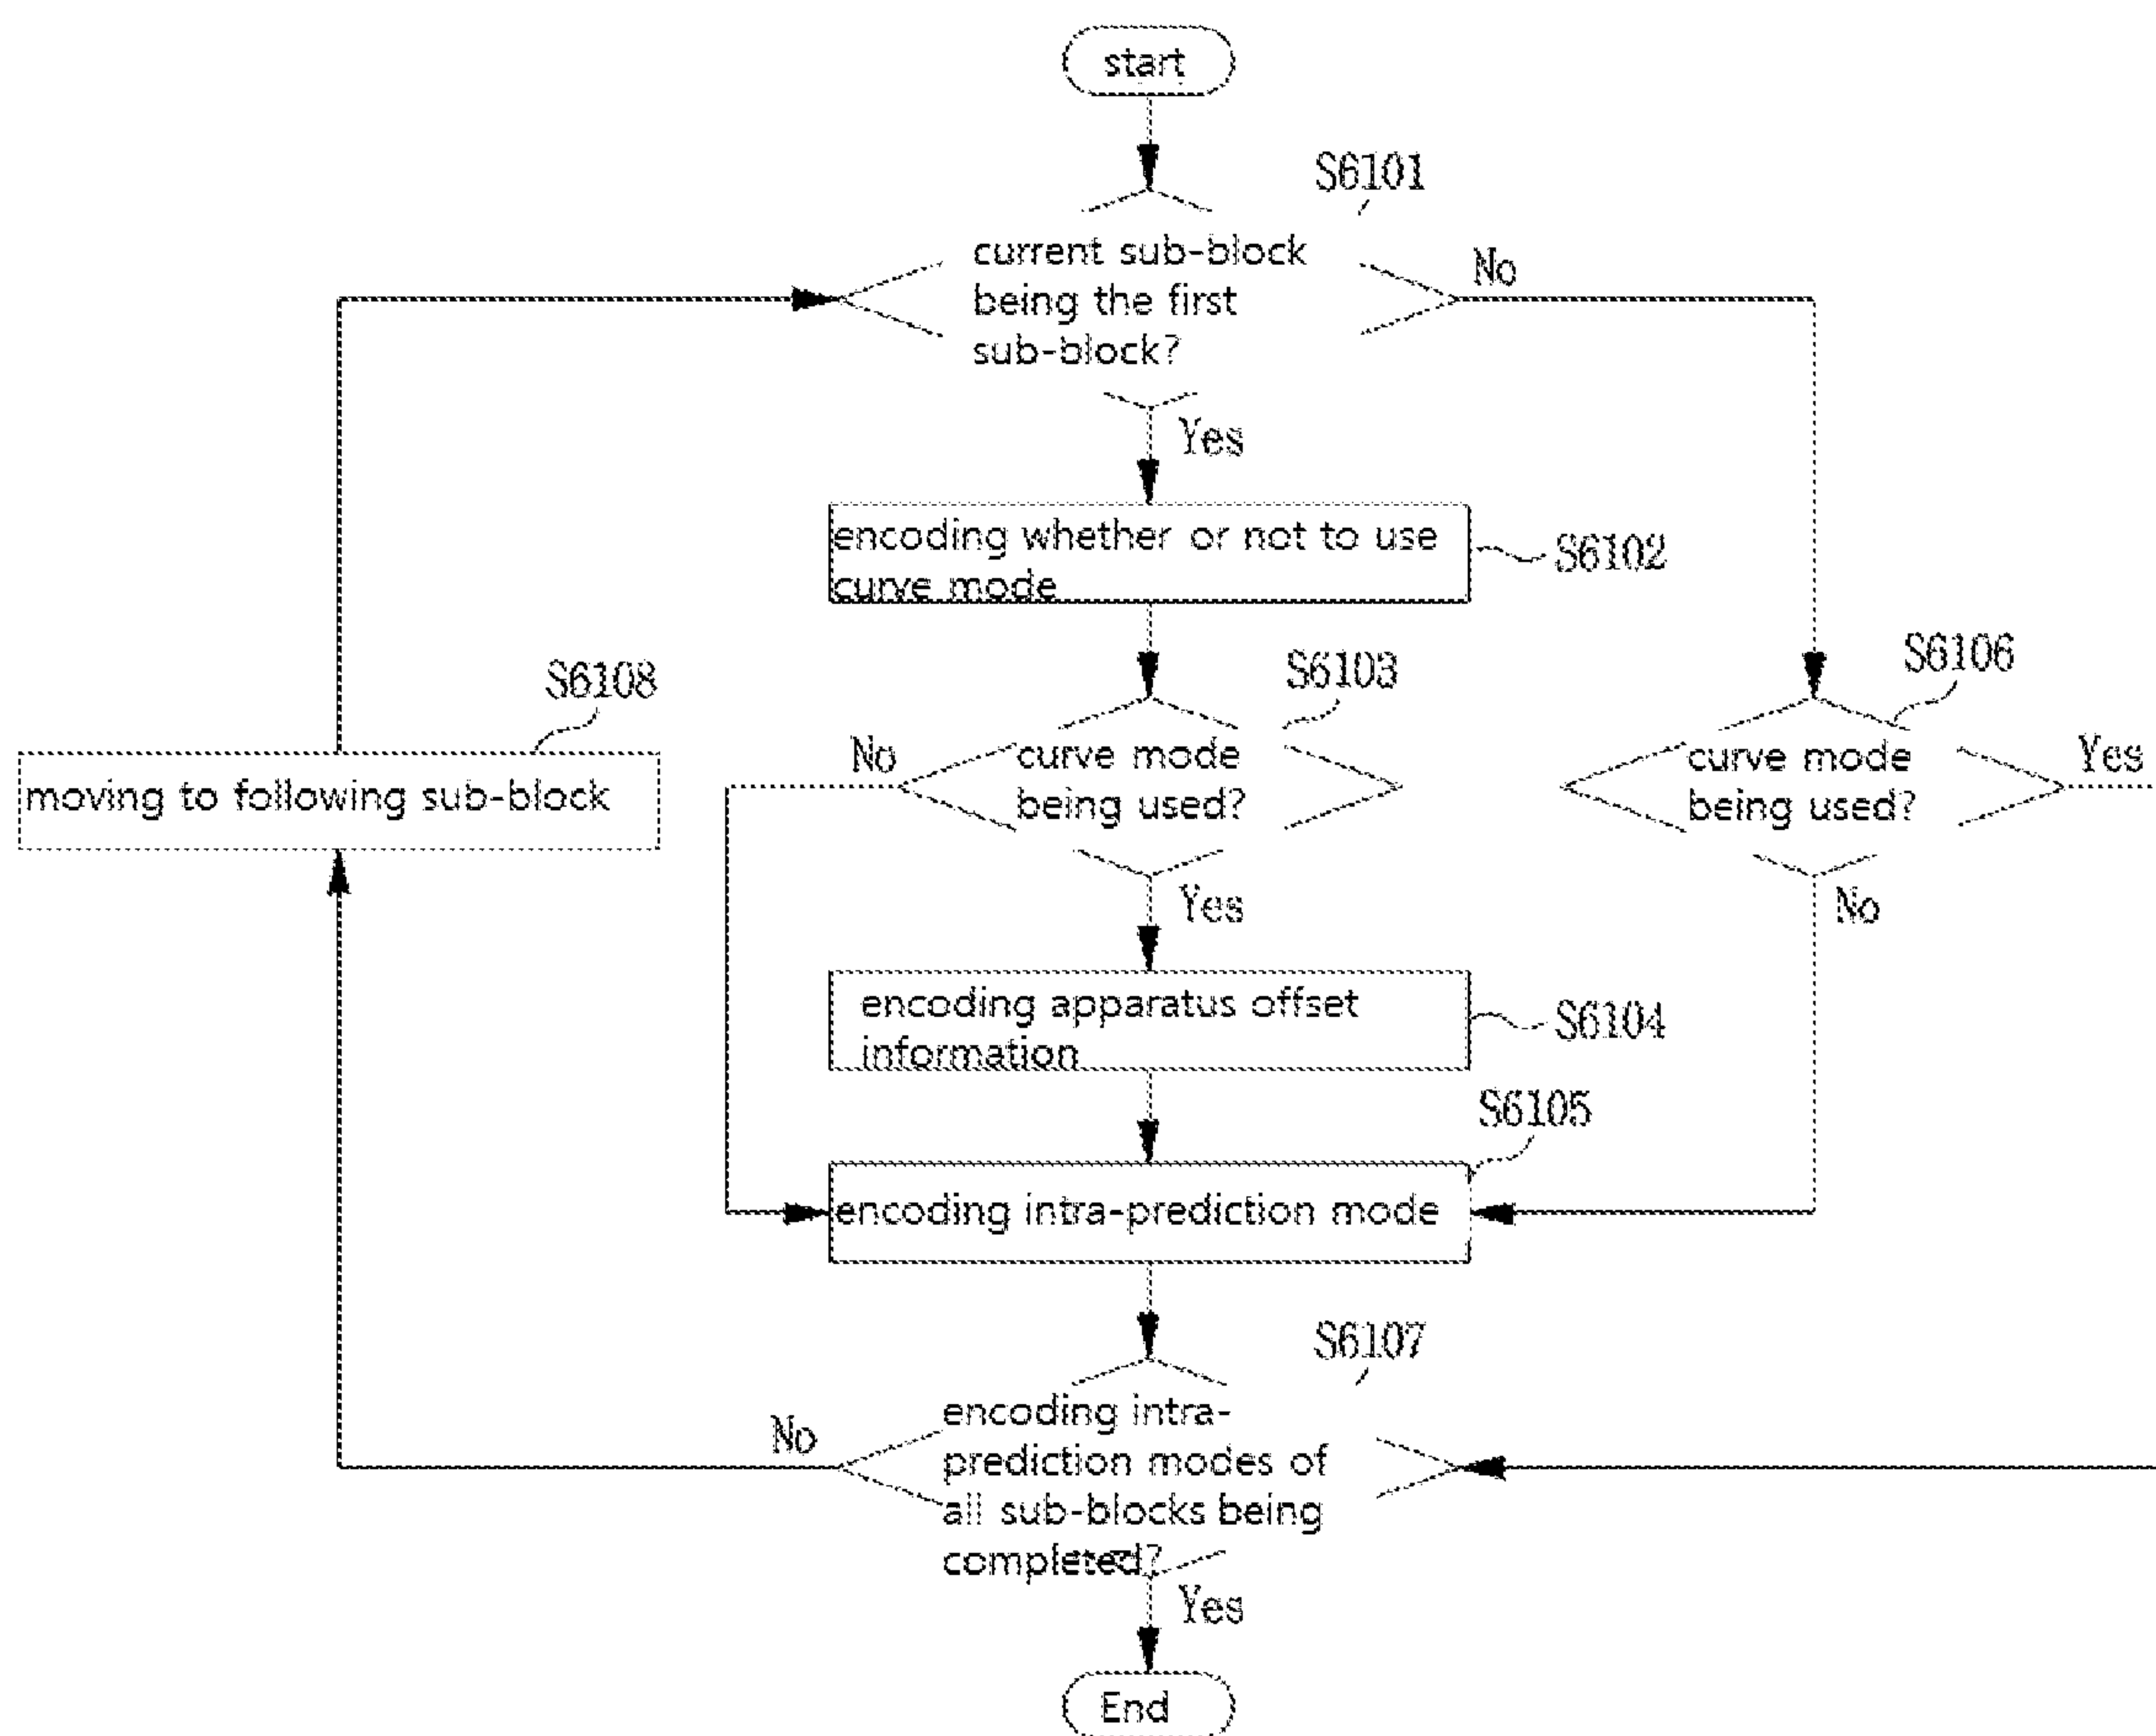 start
S6101
current sub-block
being the first
sub-block?
No
Yes
encoding whether or not to use
curve mode
S6102
S6103
S6106
S6108
No
curve mode
being used?
curve mode
being used?
Yes
moving to following sub-block
Yes
No
encoding apparatus offset
information
S6104
S6105
encoding intra-prediction mode
S6107
No
encoding intra-
prediction modes of
all sub-blocks being
completed?
Yes
End